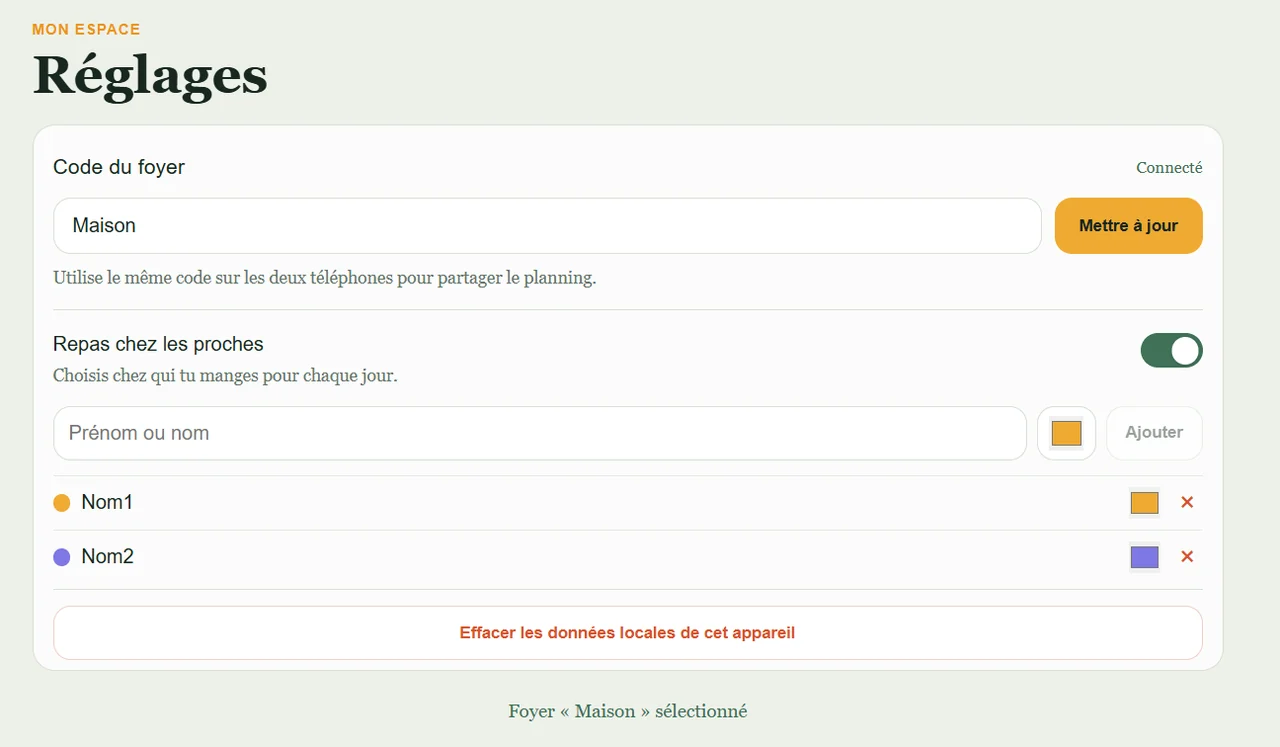 MON ESPACE
Réglages
Code du foyer
Connecté
Maison
Mettre à jour
Utilise le même code sur les deux téléphones pour partager le planning.
Repas chez les proches
Choisis chez qui tu manges pour chaque jour.
Prénom ou nom
Ajouter
Nom1
✕
Nom2
✕
Effacer les données locales de cet appareil
Foyer « Maison » sélectionné